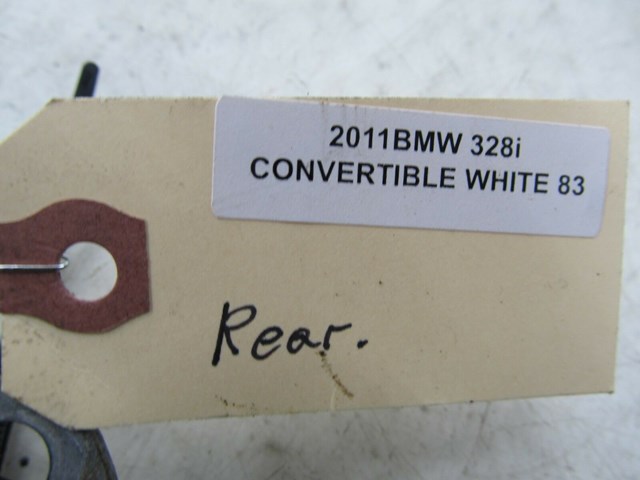 2011BMW 328i
CONVERTIBLE WHITE 83
Rear.